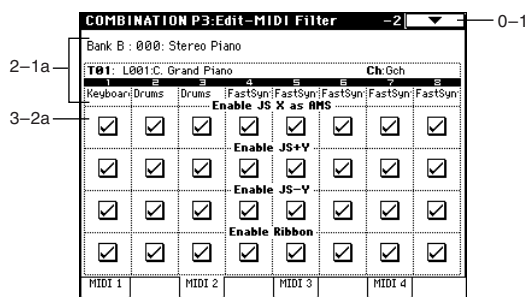 COMBINATION P3:Edit-MIDI Filter -2
0-1
Bank B : 000: Stereo Piano
2-1a
T01: L001:C. Grand Piano Ch:Gch
1 2 3 4 5 6 7 8
Keyboar Drums Drums FastSyn FastSyn FastSyn FastSyn FastSyn
Enable JS X as AMS
3-2a
Enable JS+Y
Enable JS-Y
Enable Ribbon
MIDI 1 MIDI 2 MIDI 3 MIDI 4